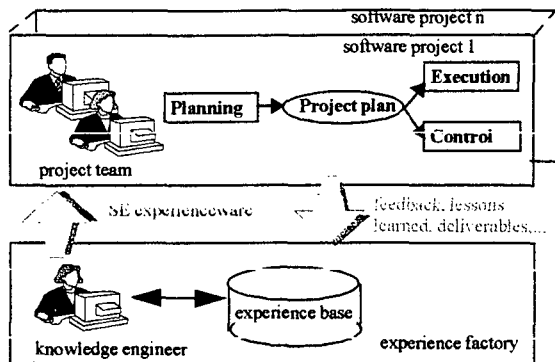 software project n
software project 1
Execution
Planning
Project plan
Control
project team
SE experienceware
feedback, lessons
learned, deliverables,...
experience base
knowledge engineer
experience factory